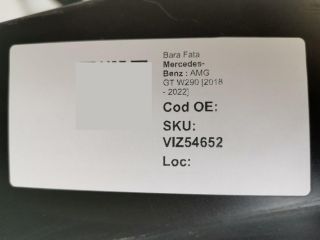 Bara Fata
Mercedes-
Benz : AMG
GT W290 [2018
- 2022]
Cod OE:
SKU:
VIZ54652
Loc: